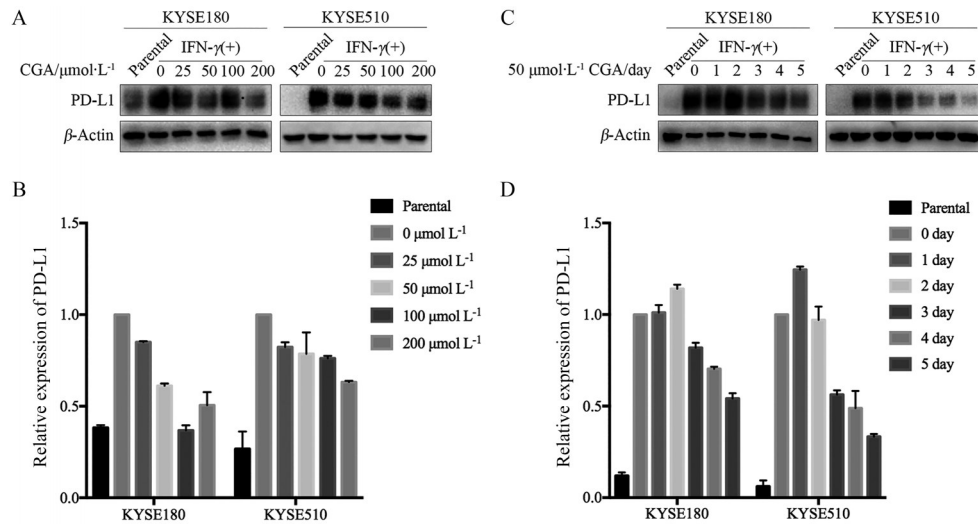 A
KYSE180 KYSE510
Parental IFN-γ(+) Parental IFN-γ(+)
CGA/μmol·L⁻¹ 0 25 50 100 200 0 25 50 100 200
PD-L1
β-Actin
C
KYSE180 KYSE510
Parental IFN-γ(+) Parental IFN-γ(+)
50 μmol·L⁻¹ CGA/day 0 1 2 3 4 5 0 1 2 3 4 5
PD-L1
β-Actin
B
Relative expression of PD-L1
1.5
1.0
0.5
0.0
KYSE180 KYSE510
Parental
0 μmol L⁻¹
25 μmol L⁻¹
50 μmol L⁻¹
100 μmol L⁻¹
200 μmol L⁻¹
D
Relative expression of PD-L1
1.5
1.0
0.5
0.0
KYSE180 KYSE510
Parental
0 day
1 day
2 day
3 day
4 day
5 day